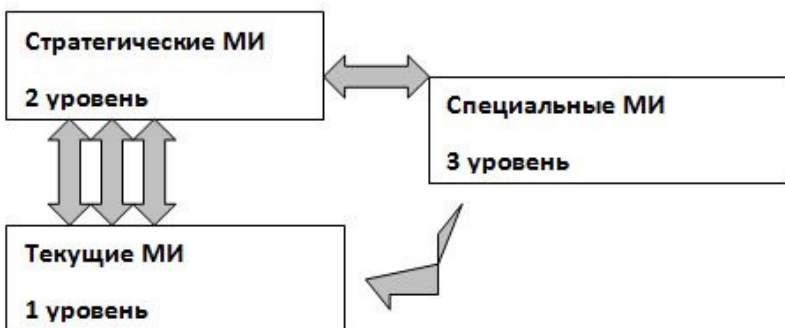 Стратегические МИ
2 уровень
Специальные МИ
3 уровень
Текущие МИ
1 уровень